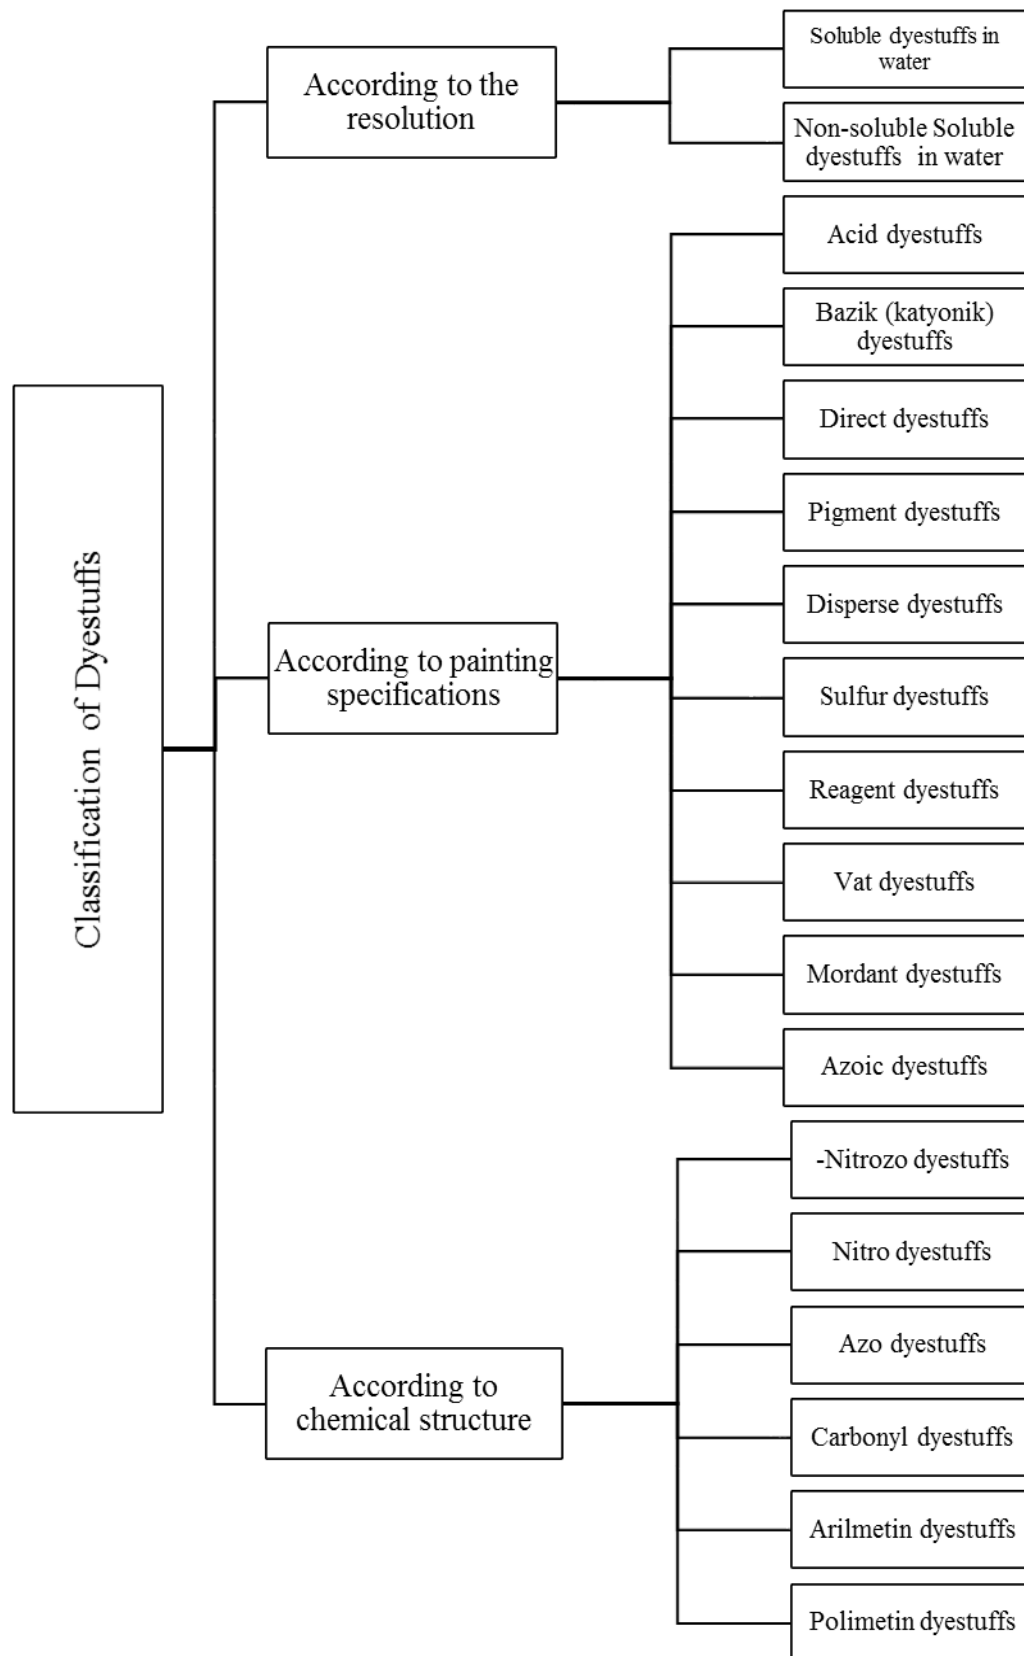 Classification of Dyestuffs
According to the
resolution
Soluble dyestuffs in
water
Non-soluble Soluble
dyestuffs in water
According to painting
specifications
Acid dyestuffs
Bazik (katyonik)
dyestuffs
Direct dyestuffs
Pigment dyestuffs
Disperse dyestuffs
Sulfur dyestuffs
Reagent dyestuffs
Vat dyestuffs
Mordant dyestuffs
Azoic dyestuffs
According to
chemical structure
-Nitrozo dyestuffs
Nitro dyestuffs
Azo dyestuffs
Carbonyl dyestuffs
Arilmetin dyestuffs
Polimetin dyestuffs